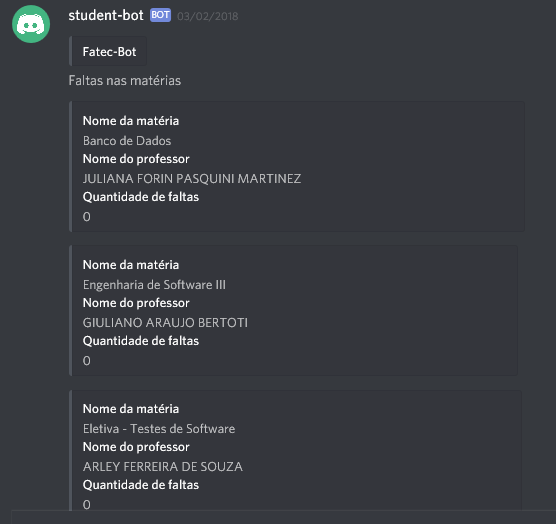 student-bot BOT 03/02/2018
Fatec-Bot
Faltas nas matérias
Nome da matéria
Banco de Dados
Nome do professor
JULIANA FORIN PASQUINI MARTINEZ
Quantidade de faltas
0
Nome da matéria
Engenharia de Software III
Nome do professor
GIULIANO ARAUJO BERTOTI
Quantidade de faltas
0
Nome da matéria
Eletiva - Testes de Software
Nome do professor
ARLEY FERREIRA DE SOUZA
Quantidade de faltas
0